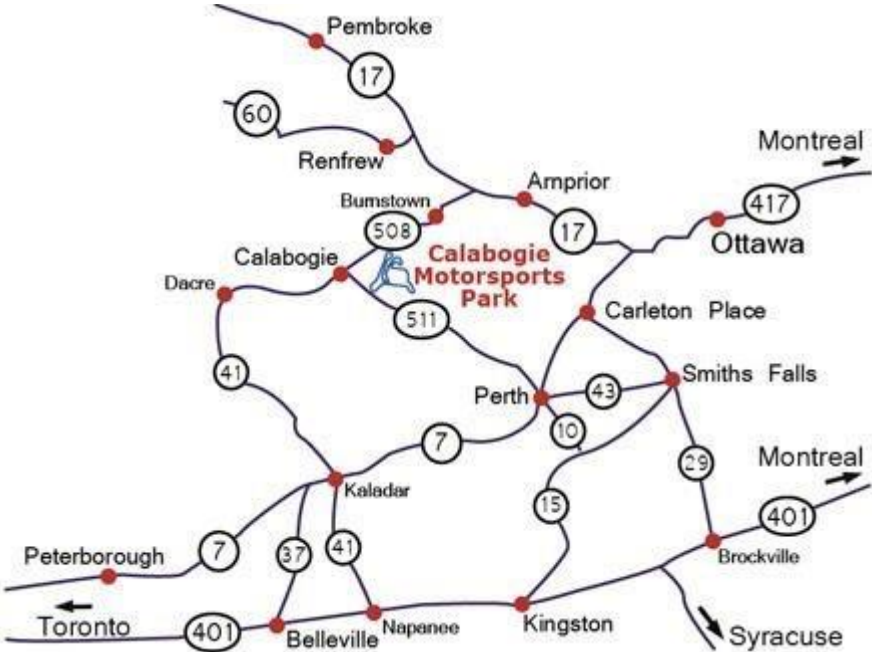 Pembroke
17
60
Renfrew
Montreal
Arnprior
Burnstown
417
508
17
Ottawa
Calabogie
Calabogie
Motorsports
Park
Dacre
511
Carleton Place
41
Smiths Falls
Perth
43
10
7
29
Montreal
Kaladar
15
401
7
37
41
Peterborough
Brockville
Toronto
401
Belleville
Napanee
Kingston
Syracuse